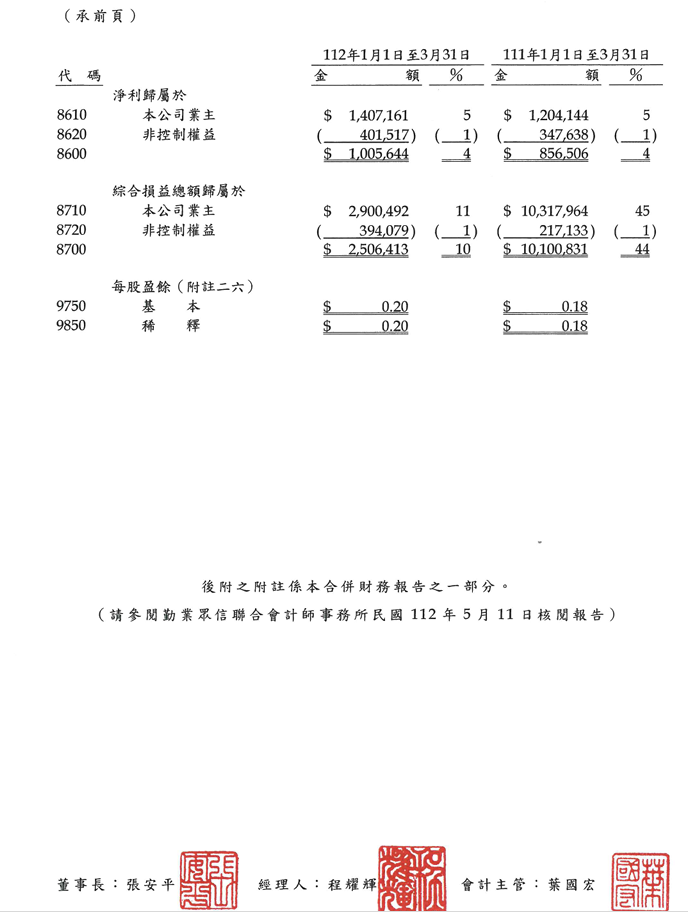 （承前頁）
112年1月1日至3月31日 111年1月1日至3月31日
代 碼 金 額 % 金 額 %
淨利歸屬於
8610 本公司業主 $ 1,407,161 5 $ 1,204,144 5
8620 非控制權益 ( 401,517) ( 1) ( 347,638) ( 1)
8600 $ 1,005,644 4 $ 856,506 4
綜合損益總額歸屬於
8710 本公司業主 $ 2,900,492 11 $ 10,317,964 45
8720 非控制權益 ( 394,079) ( 1) ( 217,133) ( 1)
8700 $ 2,506,413 10 $ 10,100,831 44
每股盈餘（附註二六）
9750 基 本 $ 0.20 $ 0.18
9850 稀 釋 $ 0.20 $ 0.18
後附之附註係本合併財務報告之一部分。
（請參閱勤業眾信聯合會計師事務所民國 112 年 5 月 11 日核閱報告）
董事長：張安平 經理人：程耀輝 會計主管：葉國宏